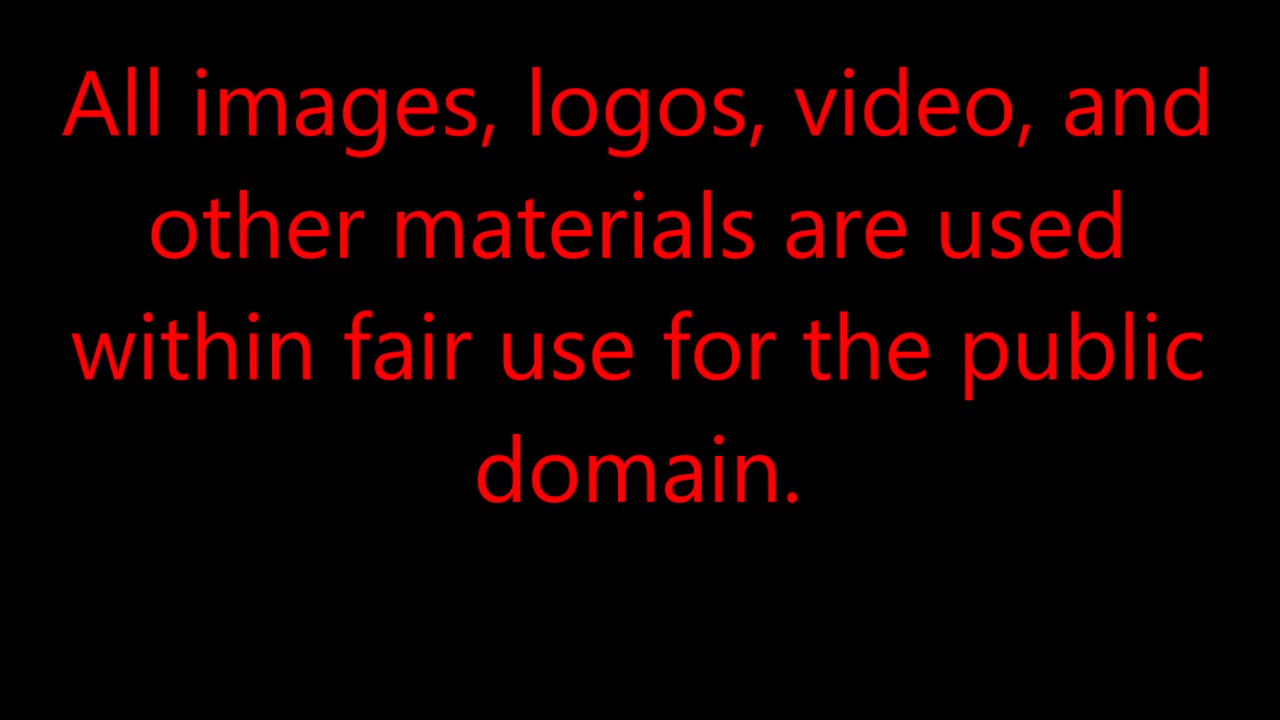 All images, logos, video, and
other materials are used
within fair use for the public
domain.